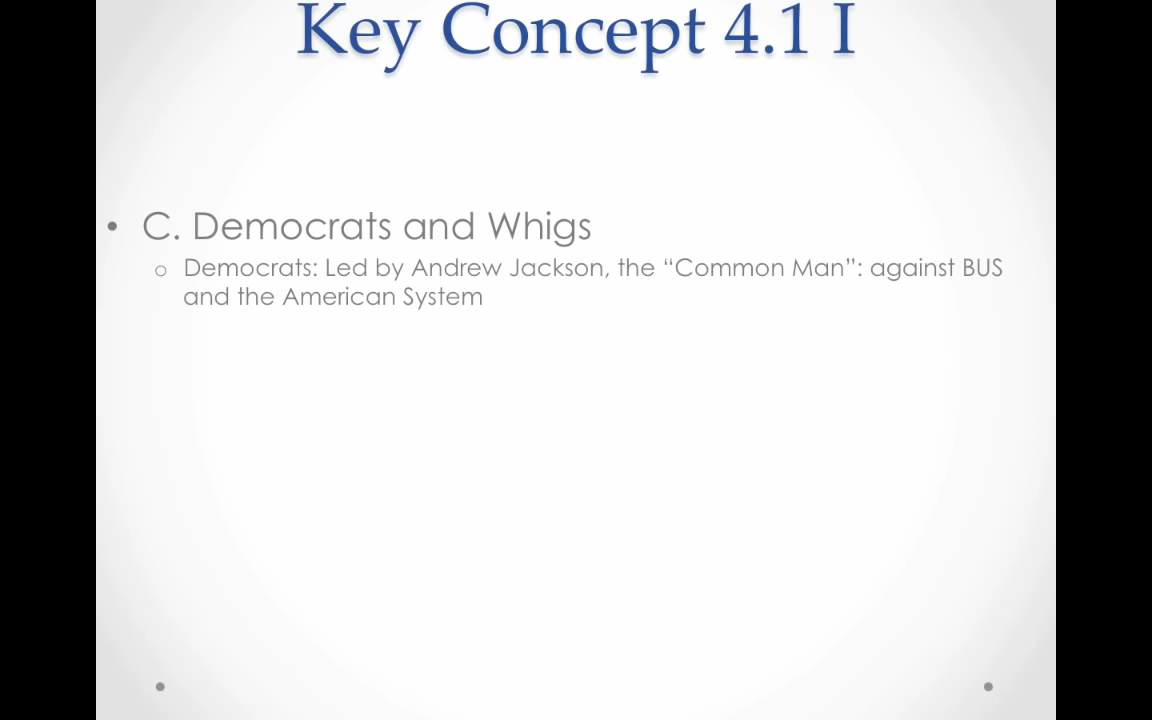 Key Concept 4.1 I
• C. Democrats and Whigs
o Democrats: Led by Andrew Jackson, the “Common Man”: against BUS
and the American System